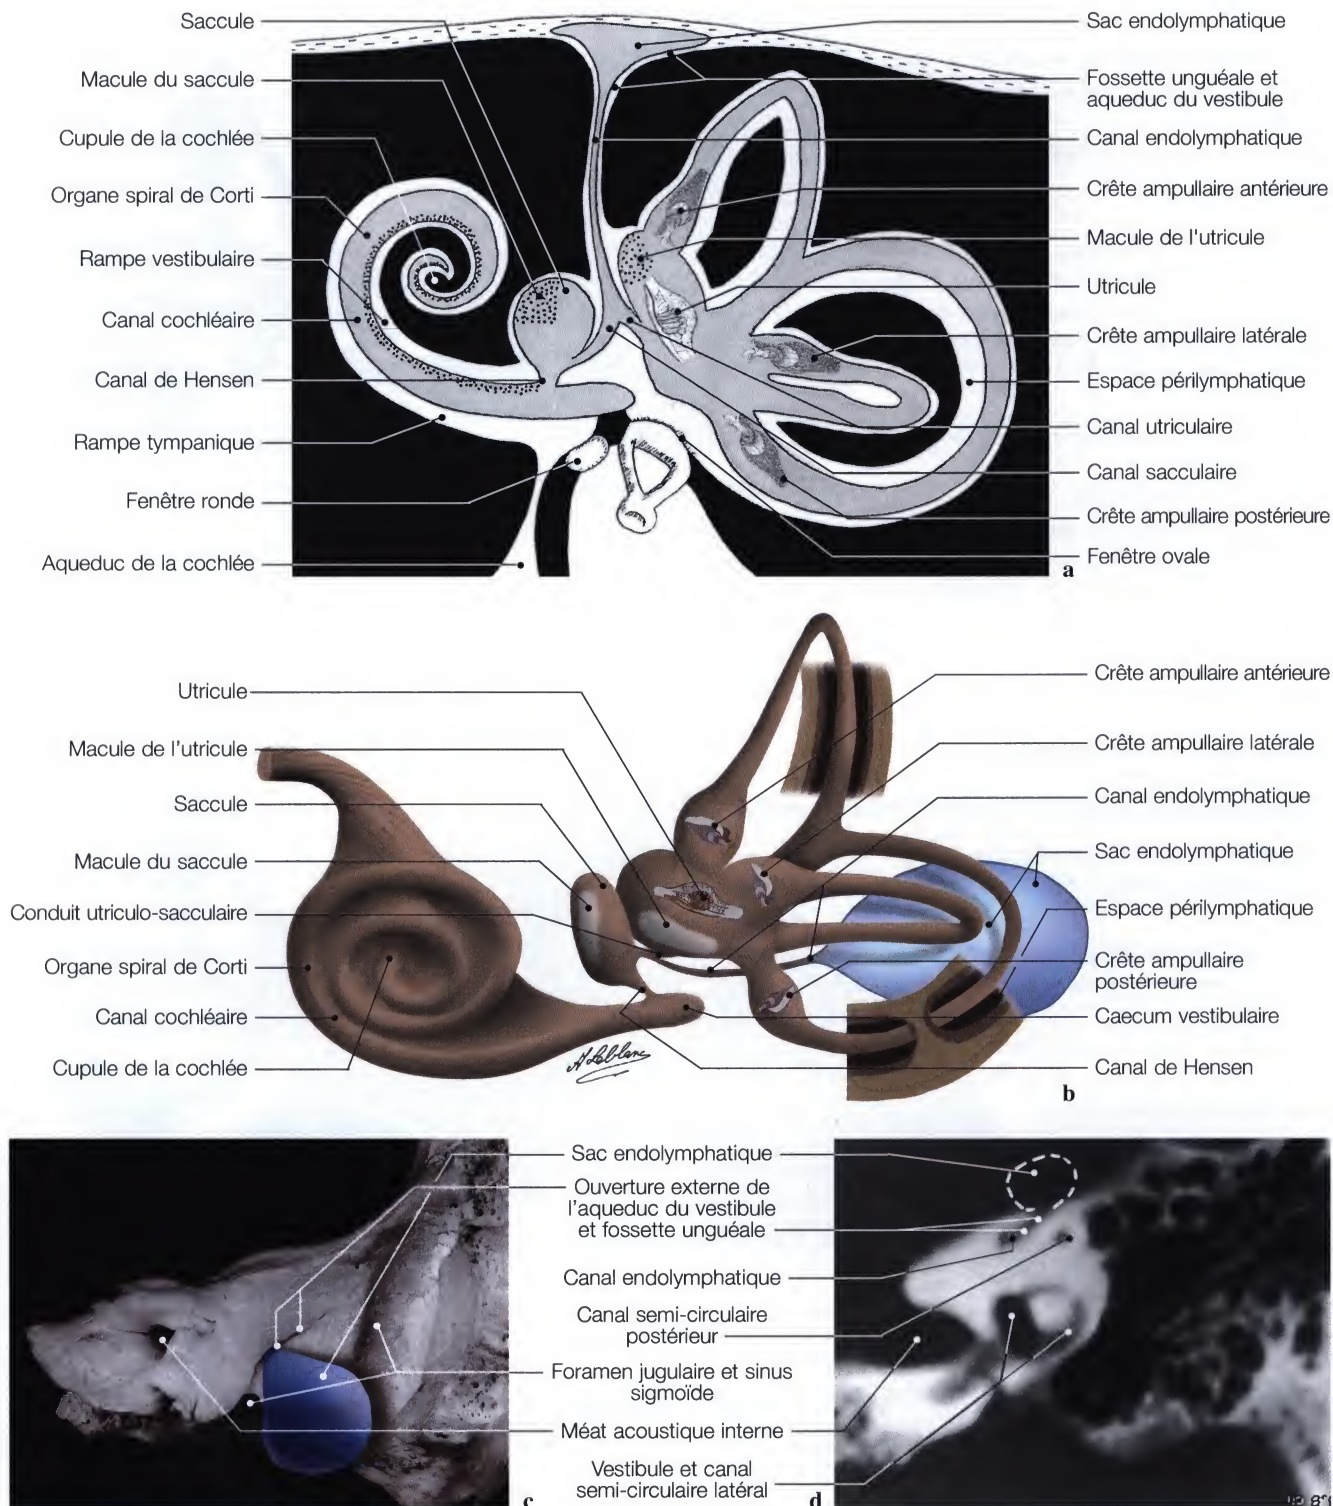 Saccule
Macule du saccule
Cupule de la cochlée
Organe spiral de Corti
Rampe vestibulaire
Canal cochléaire
Canal de Hensen
Rampe tympanique
Fenêtre ronde
Aqueduc de la cochlée
Sac endolymphatique
Fossette unguéale et
aqueduc du vestibule
Canal endolymphatique
Crête ampullaire antérieure
Macule de l'utricule
Utricule
Crête ampullaire latérale
Espace périlymphatique
Canal utriculaire
Canal sacculaire
Crête ampullaire postérieure
Fenêtre ovale
a
Utricule
Macule de l'utricule
Saccule
Macule du saccule
Conduit utriculo-sacculaire
Organe spiral de Corti
Canal cochléaire
Cupule de la cochlée
A Leblanc
Crête ampullaire antérieure
Crête ampullaire latérale
Canal endolymphatique
Sac endolymphatique
Espace périlymphatique
Crête ampullaire
postérieure
Caecum vestibulaire
Canal de Hensen
b
Sac endolymphatique
Ouverture externe de
l'aqueduc du vestibule
et fossette unguéale
Canal endolymphatique
Canal semi-circulaire
postérieur
Foramen jugulaire et sinus
sigmoïde
Méat acoustique interne
Vestibule et canal
semi-circulaire latéral
c
d